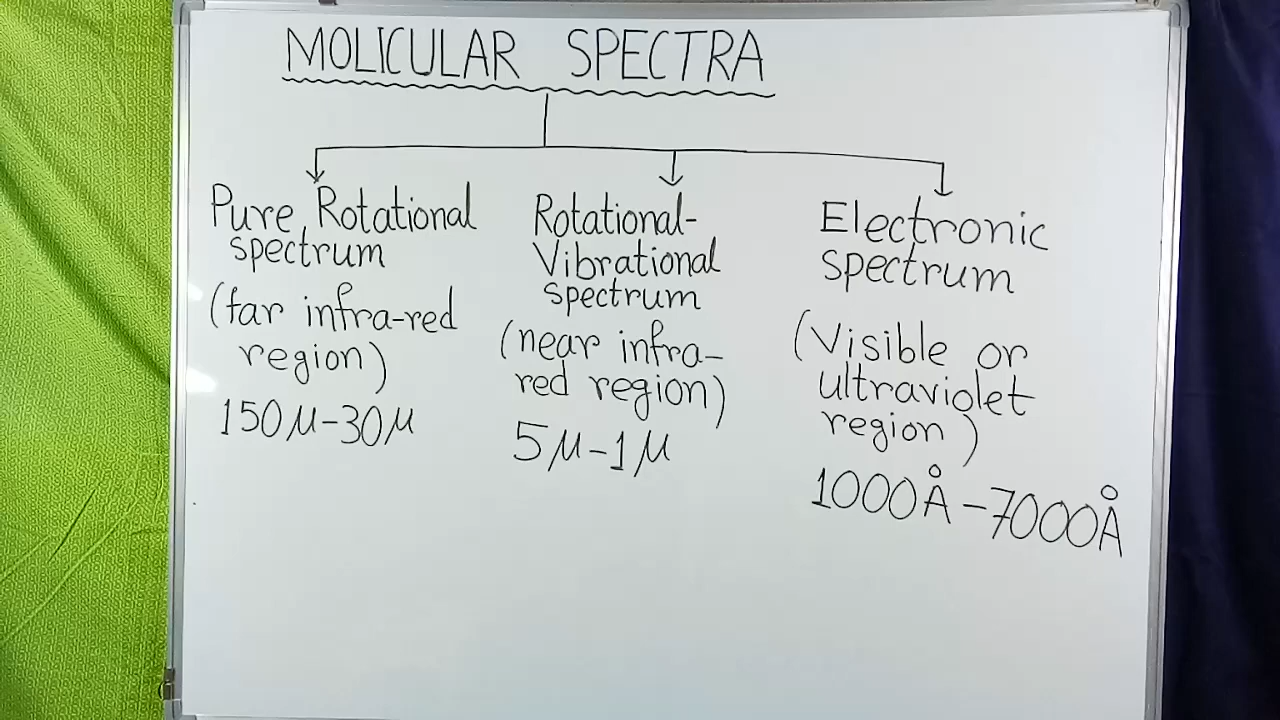 MOLICULAR SPECTRA
Pure Rotational
spectrum
(far infra-red
region)
150μ-30μ
Rotational-
Vibrational
spectrum
(near infra-
red region)
5μ-1μ
Electronic
spectrum
(Visible or
ultraviolet
region)
1000Å-7000Å